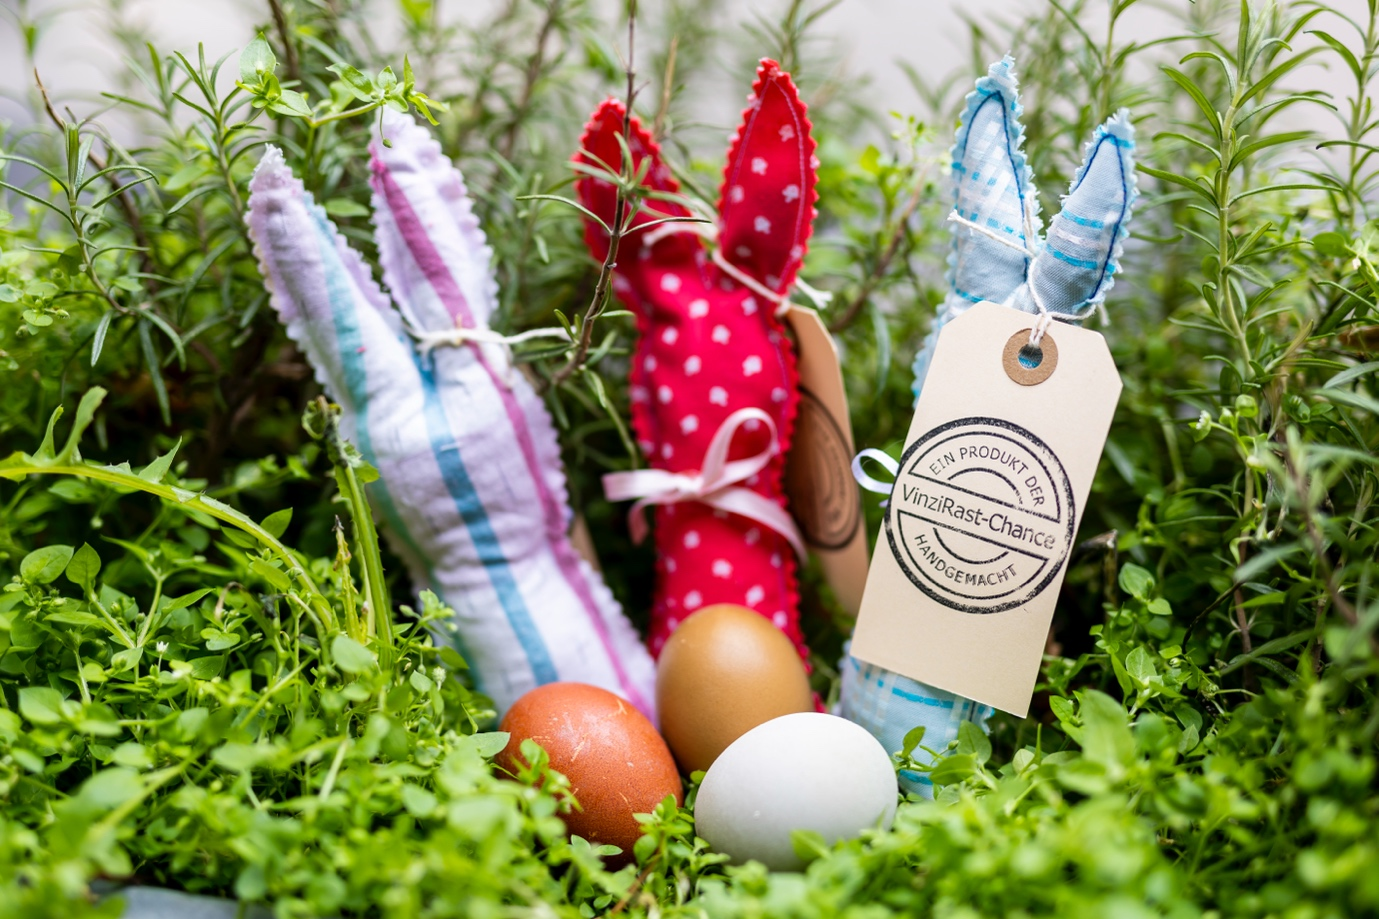 EIN PRODUKT DER
VinziRast-Chance
HANDGEMACHT